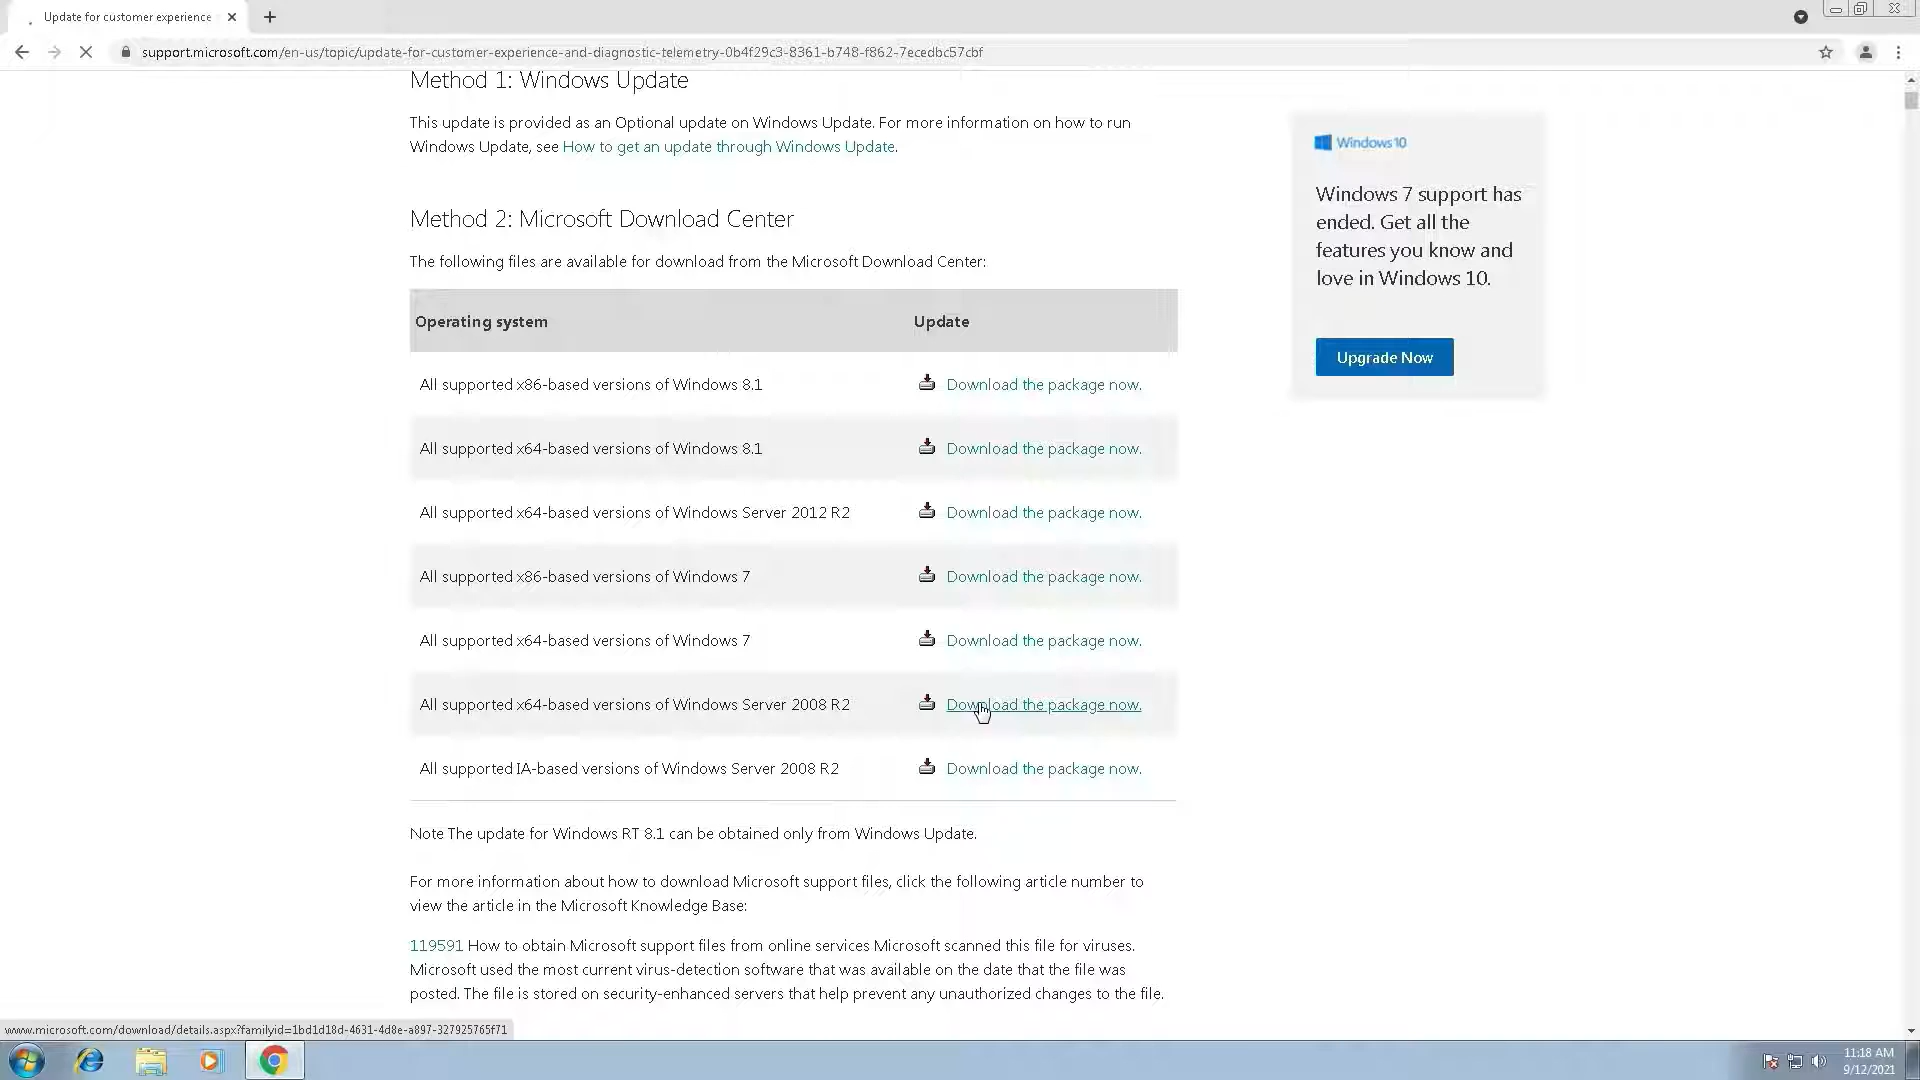 Update for customer experience
support.microsoft.com/en-us/topic/update-for-customer-experience-and-diagnostic-telemetry-0b4f29c3-8361-b748-f862-7ecedbc57cbf
Method 1: Windows Update
This update is provided as an Optional update on Windows Update. For more information on how to run
Windows Update, see How to get an update through Windows Update.
Method 2: Microsoft Download Center
The following files are available for download from the Microsoft Download Center:
Operating system Update
All supported x86-based versions of Windows 8.1 Download the package now.
All supported x64-based versions of Windows 8.1 Download the package now.
All supported x64-based versions of Windows Server 2012 R2 Download the package now.
All supported x86-based versions of Windows 7 Download the package now.
All supported x64-based versions of Windows 7 Download the package now.
All supported x64-based versions of Windows Server 2008 R2 Download the package now.
All supported IA-based versions of Windows Server 2008 R2 Download the package now.
Note The update for Windows RT 8.1 can be obtained only from Windows Update.
For more information about how to download Microsoft support files, click the following article number to
view the article in the Microsoft Knowledge Base:
119591 How to obtain Microsoft support files from online services Microsoft scanned this file for viruses.
Microsoft used the most current virus-detection software that was available on the date that the file was
posted. The file is stored on security-enhanced servers that help prevent any unauthorized changes to the file.
Windows 10
Windows 7 support has
ended. Get all the
features you know and
love in Windows 10.
Upgrade Now
www.microsoft.com/download/details.aspx?familyid=1bd1d18d-4631-4d8e-a897-327925765f71
11:18 AM
9/12/2021